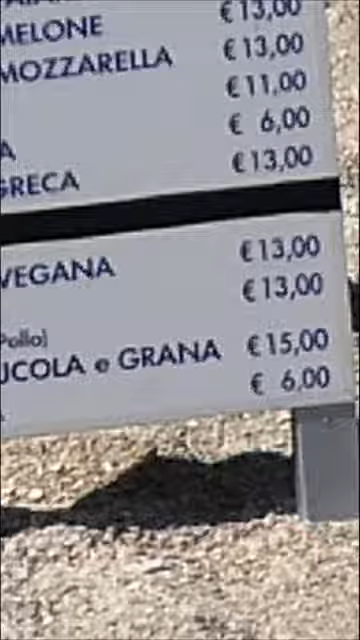 € 13,00
MELONE € 13,00
MOZZARELLA € 11,00
€ 6,00
A € 13,00
GRECA
€ 13,00
VEGANA € 13,00
Pollo)
UCOLA e GRANA € 15,00
€ 6,00